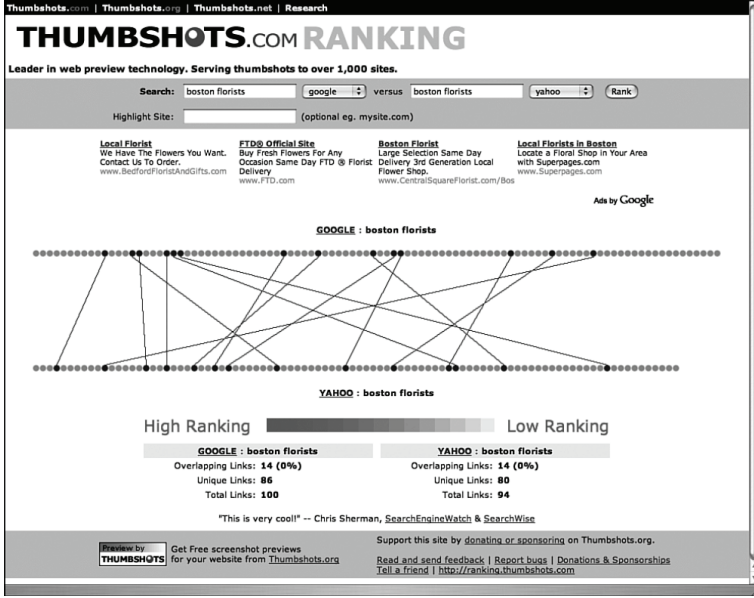 Thumbshots.com | Thumbshots.org | Thumbshots.net | Research
THUMBSHOTS.COM RANKING
Leader in web preview technology. Serving thumbshots to over 1,000 sites.
Search: boston florists google versus boston florists yahoo Rank
Highlight Site: (optional eg. mysite.com)
Local Florist
We Have The Flowers You Want.
Contact Us To Order.
www.BedfordFloristAndGifts.com
FTD® Official Site
Buy Fresh Flowers For Any
Occasion Same Day FTD ® Florist
Delivery
www.FTD.com
Boston Florist
Large Selection Same Day
Delivery 3rd Generation Local
Flower Shop.
www.CentralSquareFlorist.com/Bos
Local Florists in Boston
Locate a Floral Shop in Your Area
with Superpages.com
www.Superpages.com
Ads by Google
GOOGLE : boston florists
YAHOO : boston florists
High Ranking Low Ranking
GOOGLE : boston florists
Overlapping Links: 14 (0%)
Unique Links: 86
Total Links: 100
YAHOO : boston florists
Overlapping Links: 14 (0%)
Unique Links: 80
Total Links: 94
"This is very cool!" -- Chris Sherman, SearchEngineWatch & SearchWise
Preview by
THUMBSHOTS
Get Free screenshot previews
for your website from Thumbshots.org
Support this site by donating or sponsoring on Thumbshots.org.
Read and send feedback | Report bugs | Donations & Sponsorships
Tell a friend | http://ranking.thumbshots.com